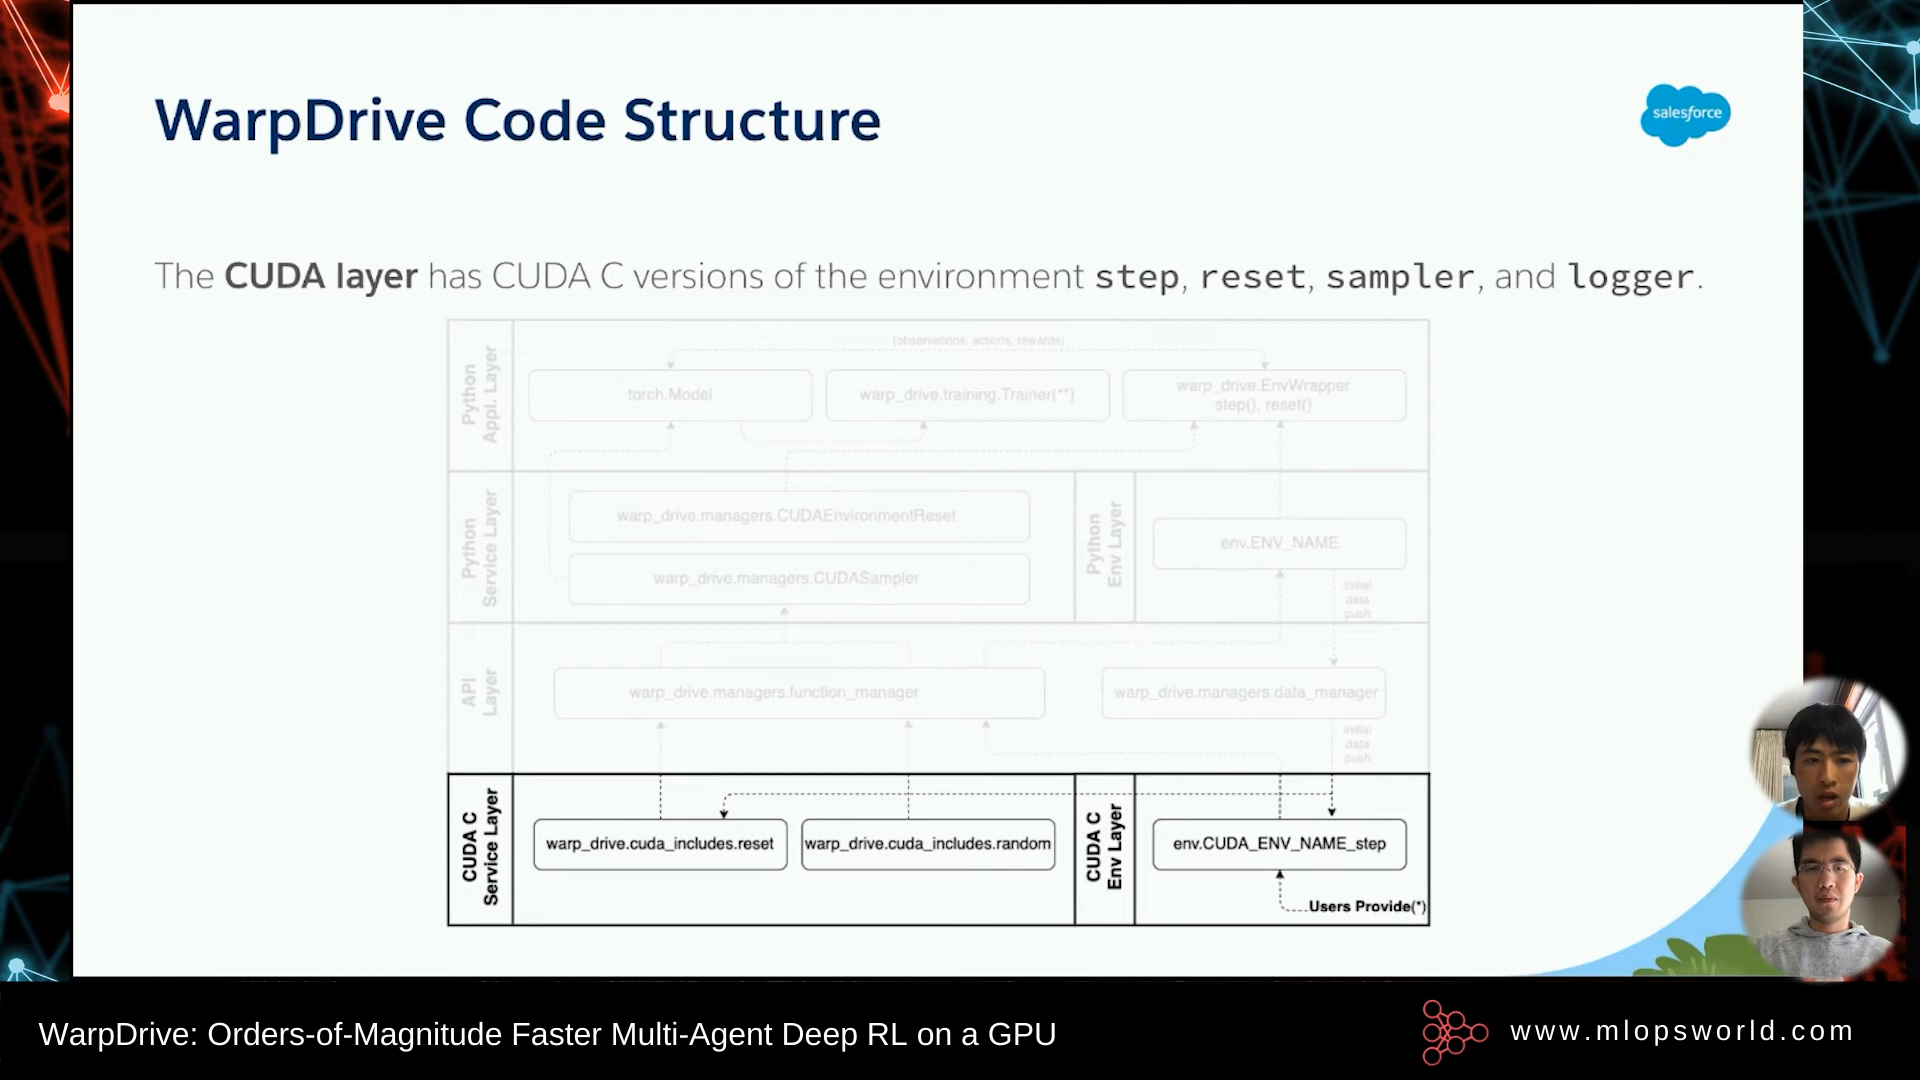 WarpDrive Code Structure
salesforce
The CUDA layer has CUDA C versions of the environment step, reset, sampler, and logger.
Python
Appl. Layer
(observations, actions, rewards)
torch.Model
warp_drive.training.Trainer(**)
warp_drive.EnvWrapper
step(), reset()
Python
Service Layer
warp_drive.managers.CUDAEnvironmentReset
warp_drive.managers.CUDASampler
Python
Env Layer
env.ENV_NAME
initial
data
push
API
Layer
warp_drive.managers.function_manager
warp_drive.managers.data_manager
initial
data
push
CUDA C
Service Layer
warp_drive.cuda_includes.reset
warp_drive.cuda_includes.random
CUDA C
Env Layer
env.CUDA_ENV_NAME_step
Users Provide(*)
WarpDrive: Orders-of-Magnitude Faster Multi-Agent Deep RL on a GPU
www.mlopsworld.com